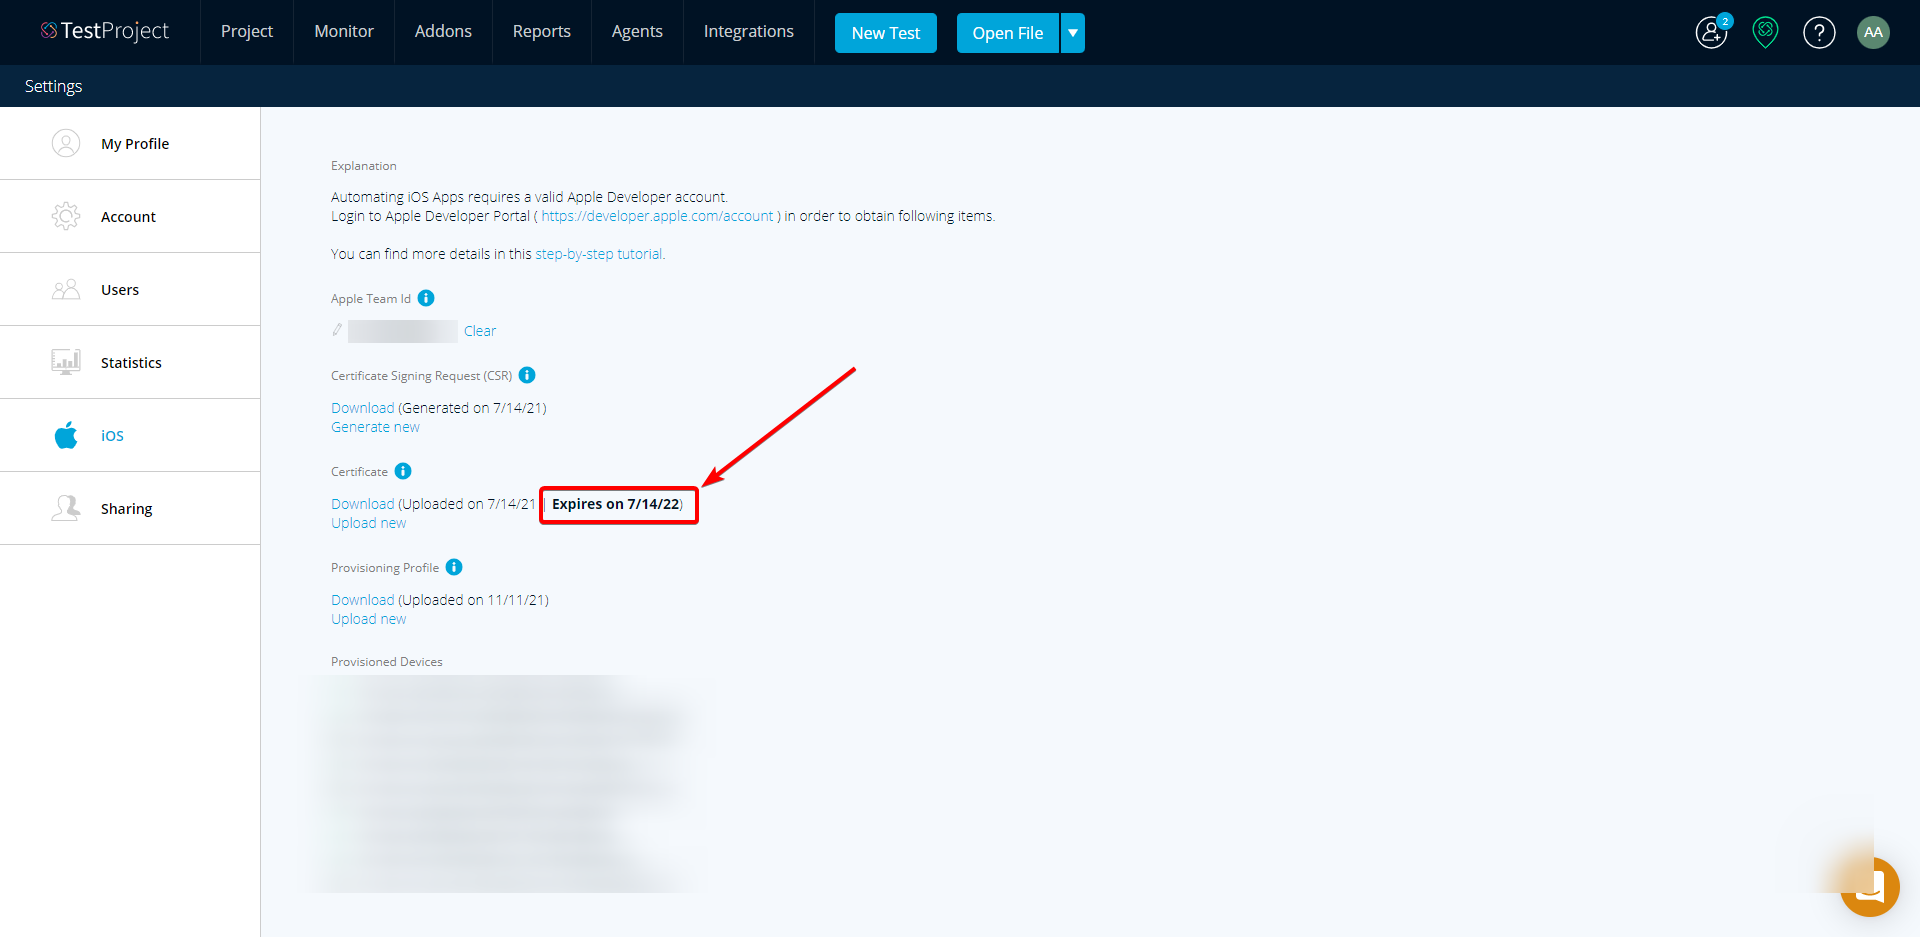 TestProject
Project
Monitor
Addons
Reports
Agents
Integrations
New Test
Open File
2
?
AA
Settings
My Profile
Account
Users
Statistics
iOS
Sharing
Explanation
Automating iOS Apps requires a valid Apple Developer account.
Login to Apple Developer Portal ( https://developer.apple.com/account ) in order to obtain following items.
You can find more details in this step-by-step tutorial.
Apple Team Id
Clear
Certificate Signing Request (CSR)
Download (Generated on 7/14/21)
Generate new
Certificate
Download (Uploaded on 7/14/21 | Expires on 7/14/22)
Upload new
Provisioning Profile
Download (Uploaded on 11/11/21)
Upload new
Provisioned Devices